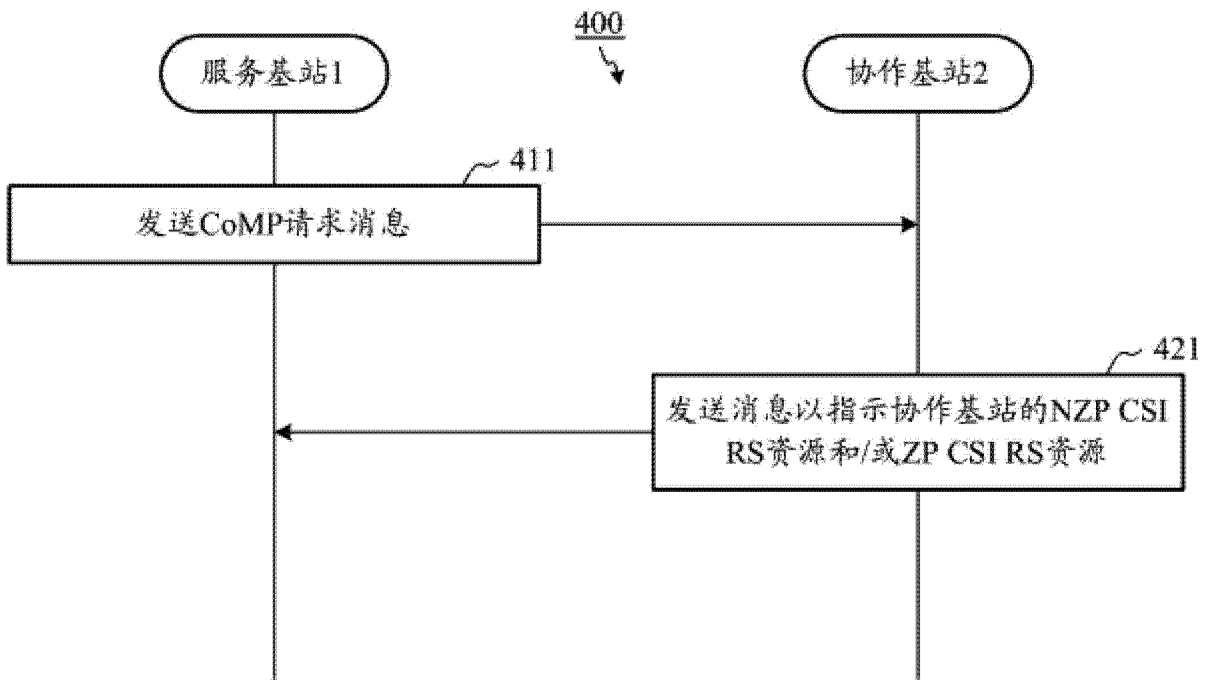 400
服务基站1
协作基站2
411
发送CoMP请求消息
421
发送消息以指示协作基站的NZP CSI
RS资源和/或ZP CSI RS资源